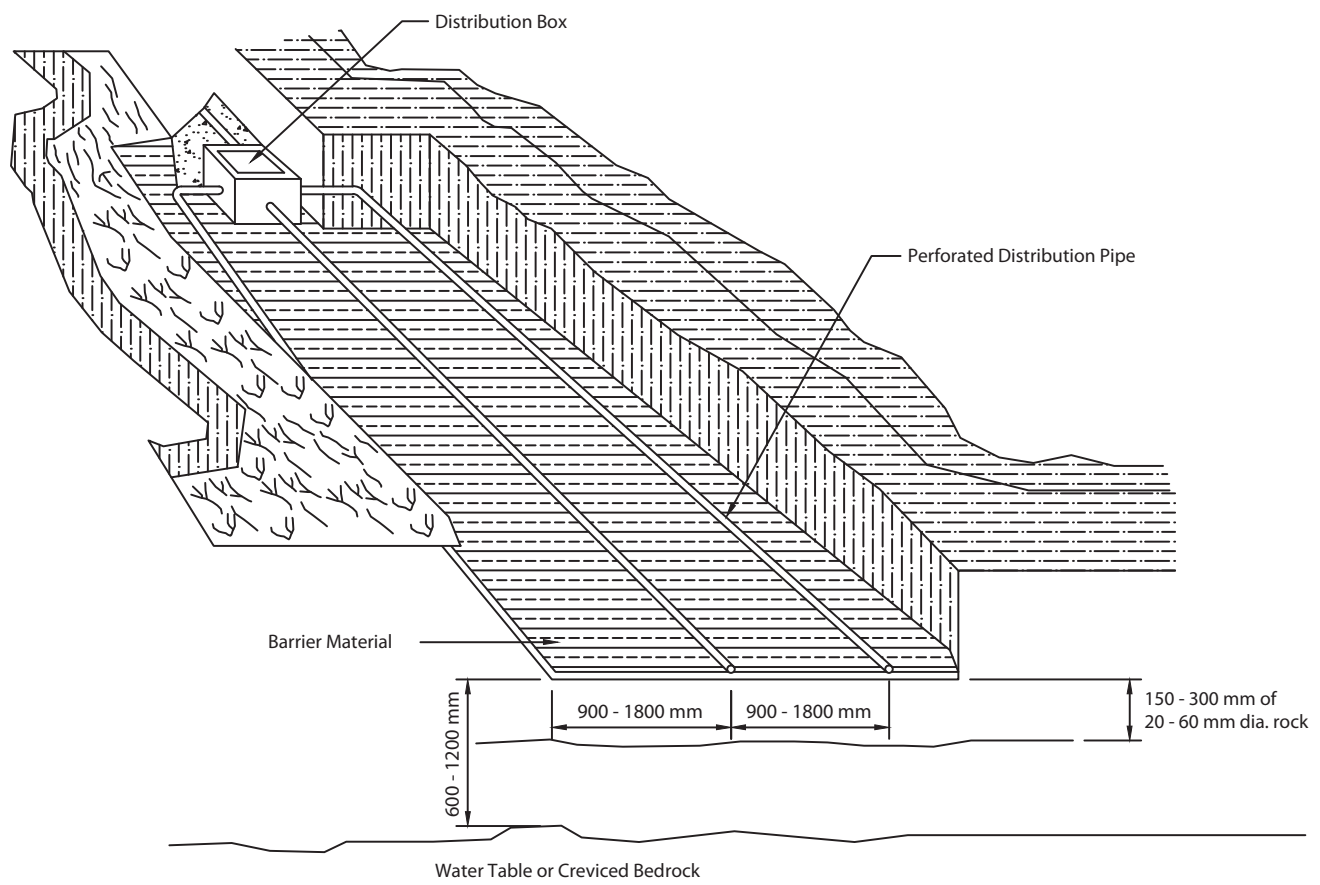 Distribution Box
Perforated Distribution Pipe
Barrier Material
600 - 1200 mm
900 - 1800 mm
900 - 1800 mm
150 - 300 mm of
20 - 60 mm dia. rock
Water Table or Creviced Bedrock